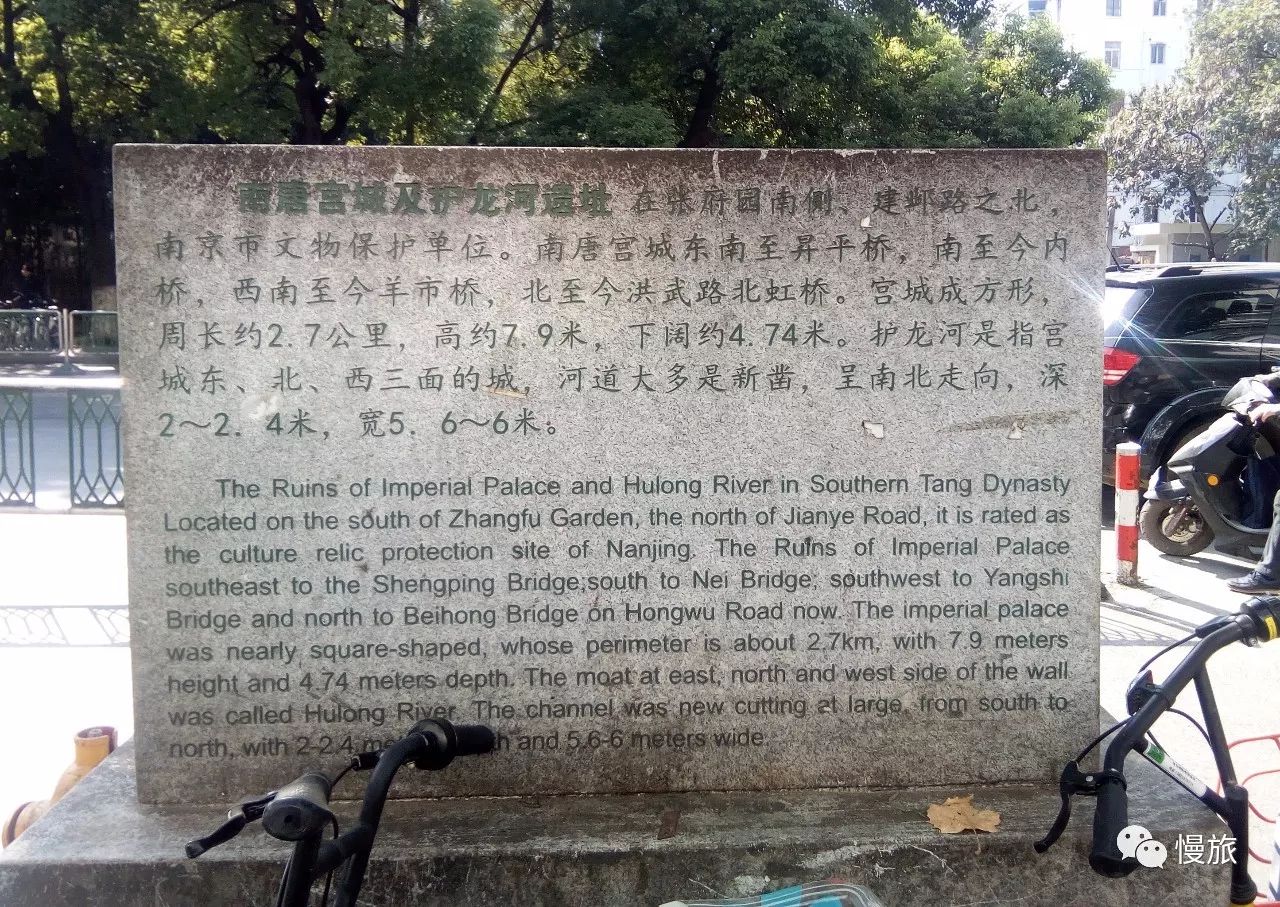 南唐宫城及护龙河遗址 在张府园南侧、建邺路之北，
南京市文物保护单位。南唐宫城东南至昇平桥，南至今内
桥，西南至今羊市桥，北至今洪武路北虹桥。宫城成方形，
周长约2.7公里，高约7.9米，下阔约4.74米。护龙河是指宫
城东、北、西三面的城，河道大多是新凿，呈南北走向，深
2～2.4米，宽5.6～6米。
The Ruins of Imperial Palace and Hulong River in Southern Tang Dynasty
Located on the south of Zhangfu Garden, the north of Jianye Road, it is rated as
the culture relic protection site of Nanjing. The Ruins of Imperial Palace
southeast to the Shengping Bridge;south to Nei Bridge; southwest to Yangshi
Bridge and north to Beihong Bridge on Hongwu Road now. The imperial palace
was nearly square-shaped, whose perimeter is about 2.7km, with 7.9 meters
height and 4.74 meters depth. The moat at east, north and west side of the wall
was called Hulong River. The channel was new cutting at large, from south to
north, with 2-2.4 and 5.6-6 meters wide.
慢旅